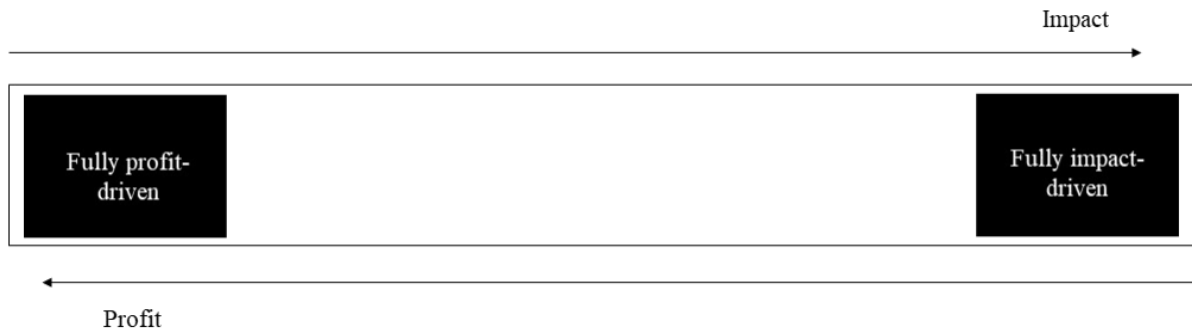 Impact
Fully profit-
driven
Fully impact-
driven
Profit